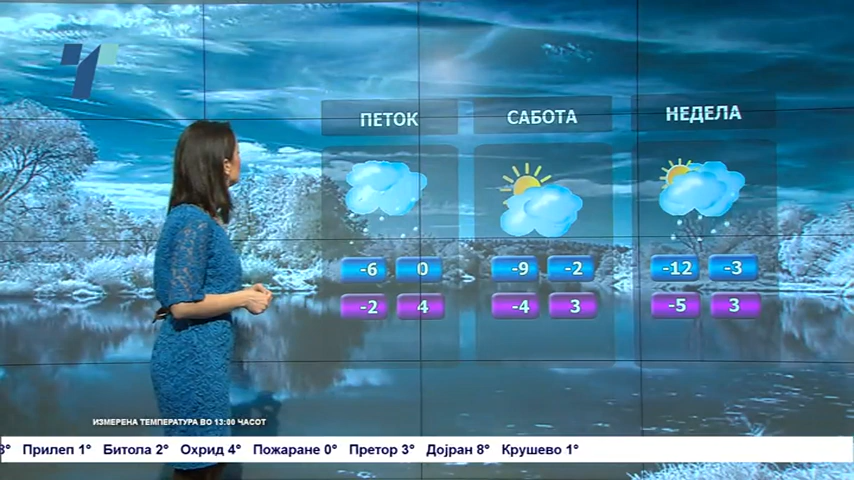 ПЕТОК САБОТА НЕДЕЛА
-6 0 -9 -2 -12 -3
-2 4 -4 3 -5 3
ИЗМЕРЕНА ТЕМПЕРАТУРА ВО 13:00 ЧАСОТ
Прилеп 1° Битола 2° Охрид 4° Пожаране 0° Претор 3° Дојран 8° Крушево 1°